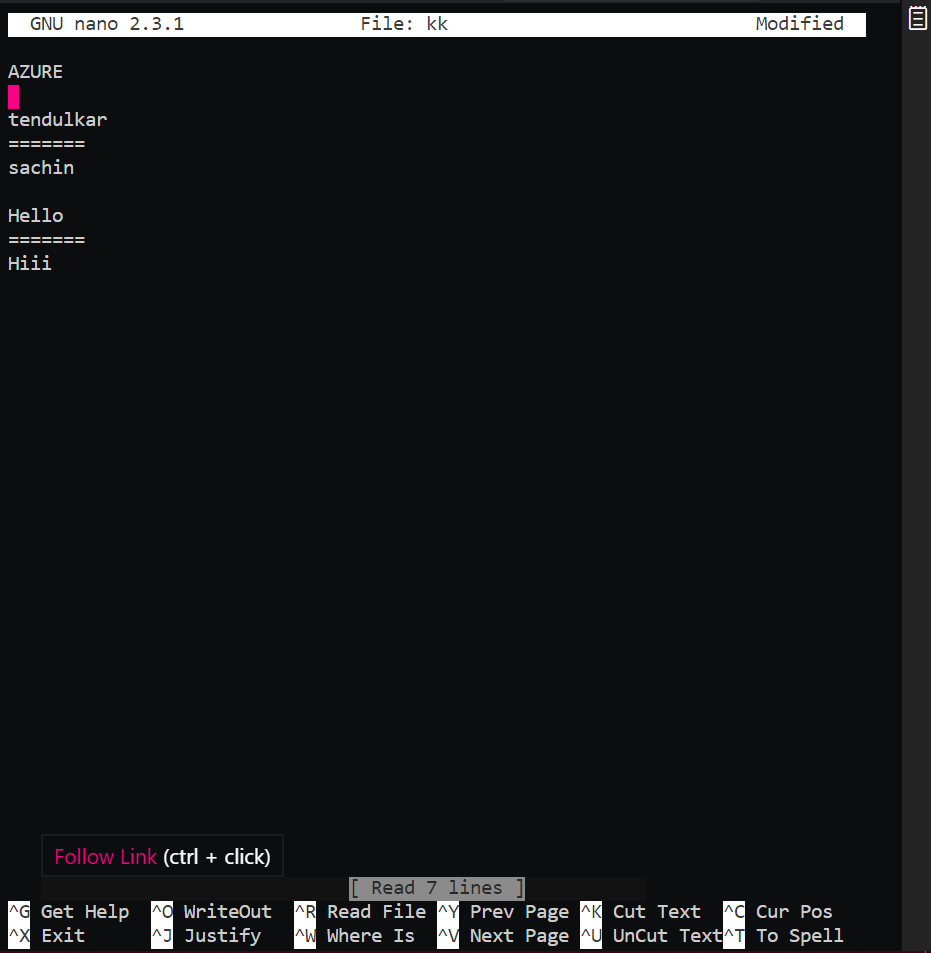 GNU nano 2.3.1 File: kk Modified
AZURE
tendulkar
=======
sachin
Hello
=======
Hiii
Follow Link (ctrl + click)
[ Read 7 lines ]
^G Get Help ^O WriteOut ^R Read File ^Y Prev Page ^K Cut Text ^C Cur Pos
^X Exit ^J Justify ^W Where Is ^V Next Page ^U UnCut Text ^T To Spell